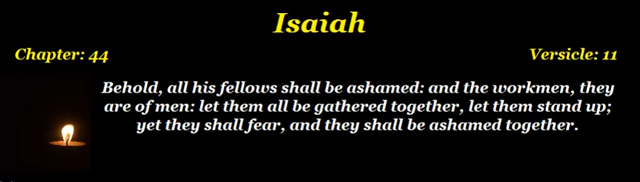 Isaiah
Chapter: 44
Versicle: 11
Behold, all his fellows shall be ashamed: and the workmen, they
are of men: let them all be gathered together, let them stand up;
yet they shall fear, and they shall be ashamed together.